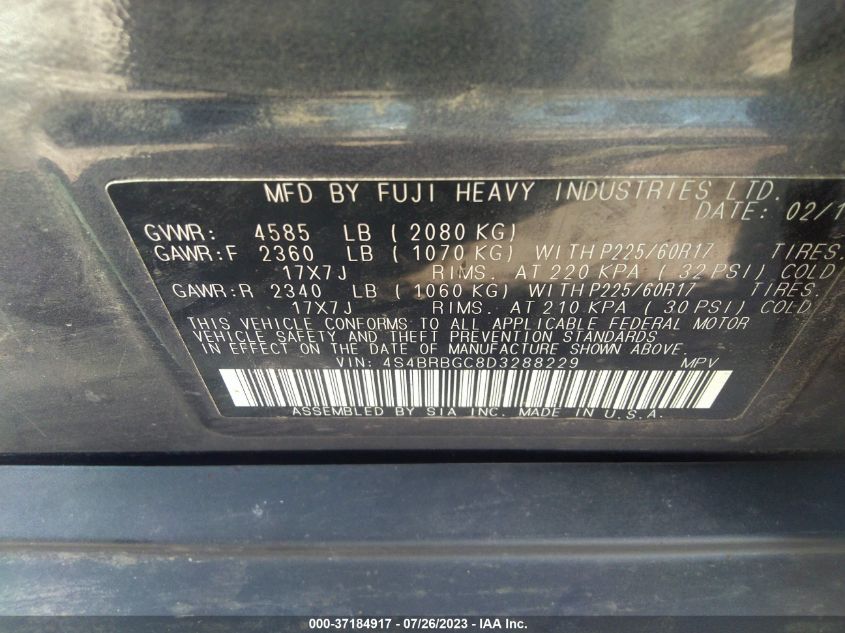 MFD BY FUJI HEAVY INDUSTRIES LTD.
DATE: 02/1
GVWR: 4585 LB ( 2080 KG)
GAWR:F 2360 LB ( 1070 KG) WITH P225/60R17 TIRES.
17X7J RIMS. AT 220 KPA ( 32 PSI) COLD
GAWR:R 2340 LB ( 1060 KG) WITH P225/60R17 TIRES.
17X7J RIMS. AT 210 KPA ( 30 PSI) COLD
THIS VEHICLE CONFORMS TO ALL APPLICABLE FEDERAL MOTOR
VEHICLE SAFETY AND THEFT PREVENTION STANDARDS
IN EFFECT ON THE DATE OF MANUFACTURE SHOWN ABOVE.
VIN: 4S4BRBGC8D3288229 MPV
ASSEMBLED BY SIA INC. MADE IN U.S.A.
000-37184917 / 07/26/2023 - IAA Inc.